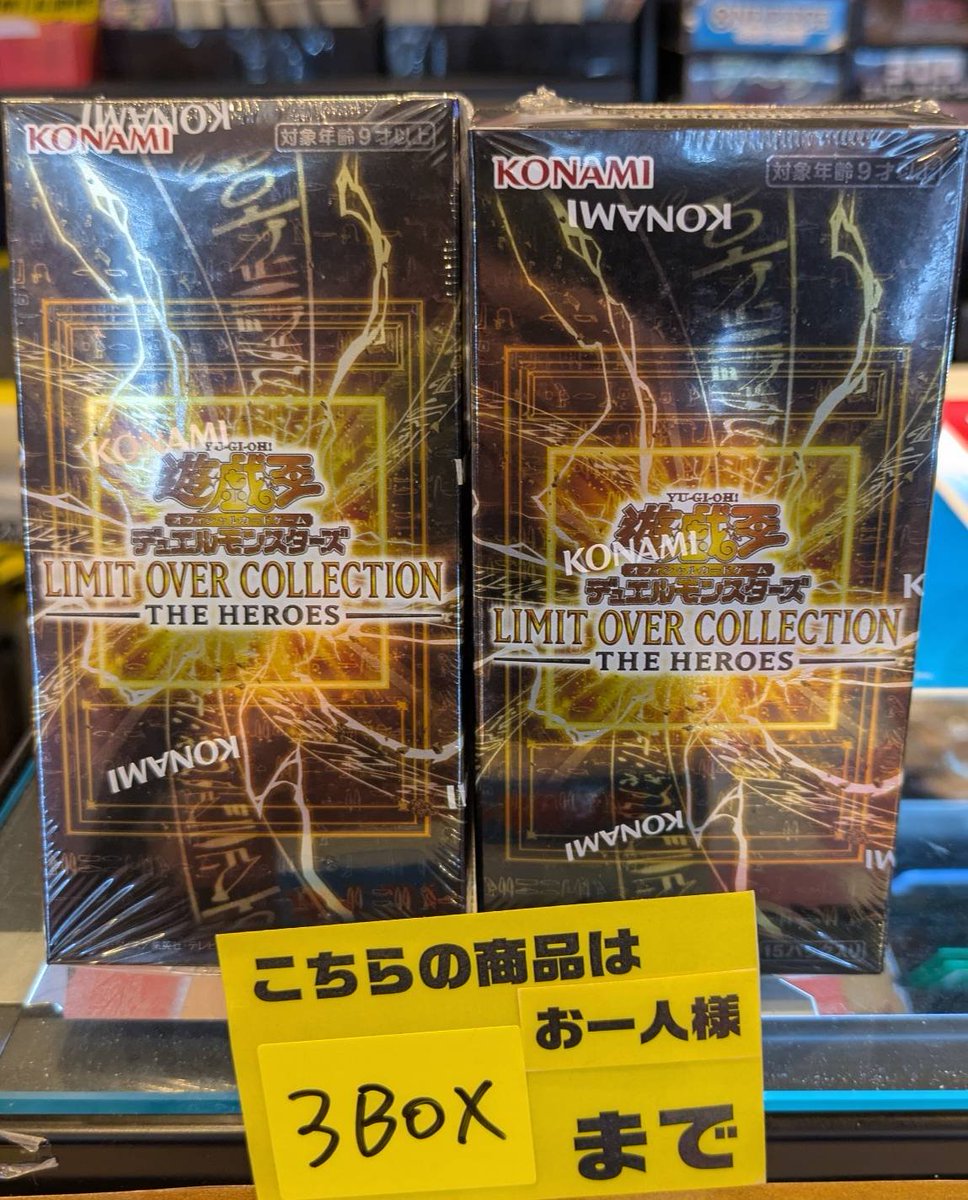 KONAMI
KONAMI
対象年齢9才以上
KONAMI
YU-GI-OH!
遊戯王
オフィシャルカードゲーム
デュエルモンスターズ
LIMIT OVER COLLECTION
THE HEROES
KONAMI
KONAMI
対象年齢9才以上
KONAMI
YU-GI-OH!
遊戯王
KONAMI
オフィシャルカードゲーム
デュエルモンスターズ
LIMIT OVER COLLECTION
THE HEROES
KONAMI
こちらの商品は
お一人様
3BOX
まで